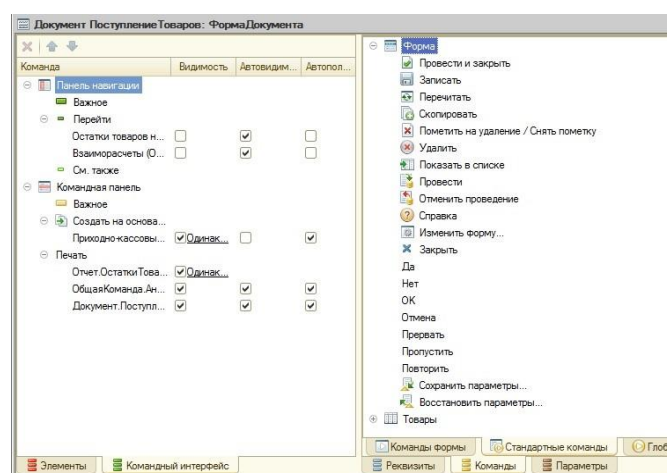 Документ ПоступлениеТоваров: ФормаДокумента
Команда Видимость Автовидим... Автопол...
Панель навигации
Важное
Перейти
Остатки товаров н...
Взаиморасчеты (О...
См. также
Командная панель
Важное
Создать на основа...
Приходно-кассовы... Одинак...
Печать
Отчет.ОстаткиТова... Одинак...
ОбщаяКоманда.Ан...
Документ.Поступл...
Элементы Командный интерфейс
Форма
Провести и закрыть
Записать
Перечитать
Скопировать
Пометить на удаление / Снять пометку
Удалить
Показать в списке
Провести
Отменить проведение
Справка
Изменить форму...
Закрыть
Да
Нет
OK
Отмена
Прервать
Пропустить
Повторить
Сохранить параметры...
Восстановить параметры...
Товары
Команды формы Стандартные команды Глоб
Реквизиты Команды Параметры